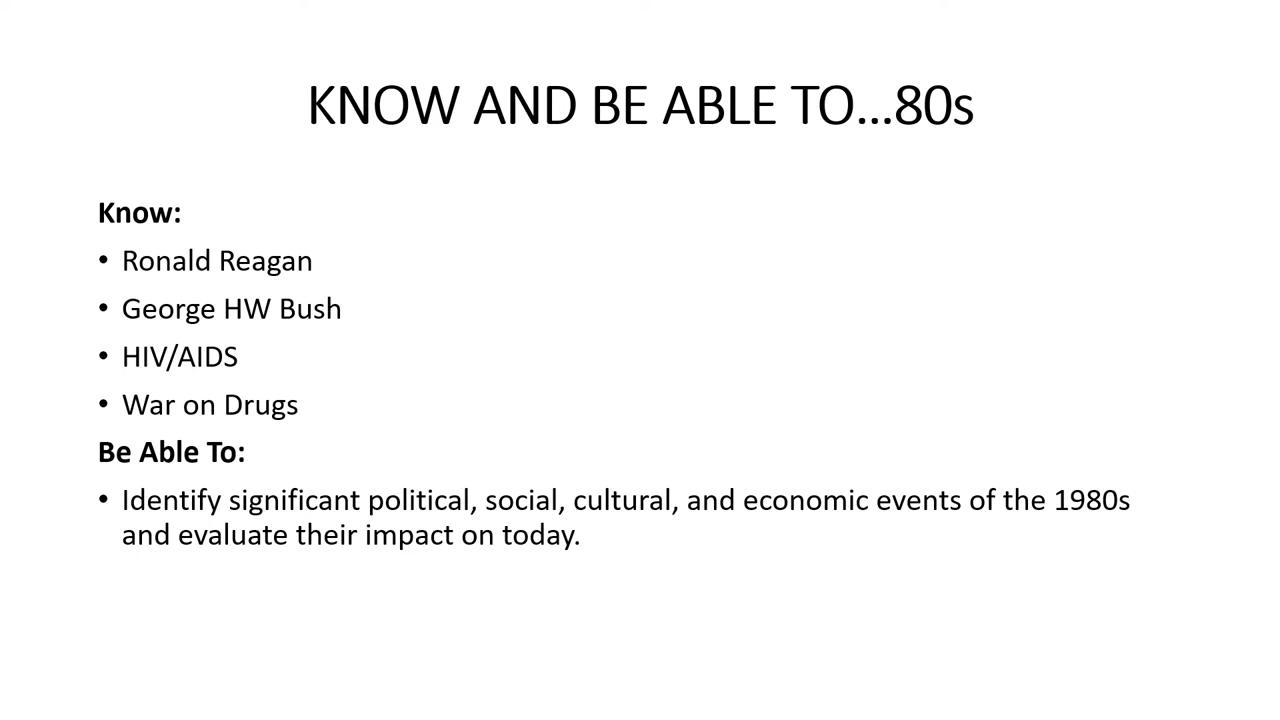 KNOW AND BE ABLE TO...80s
Know:
• Ronald Reagan
• George HW Bush
• HIV/AIDS
• War on Drugs
Be Able To:
• Identify significant political, social, cultural, and economic events of the 1980s
and evaluate their impact on today.